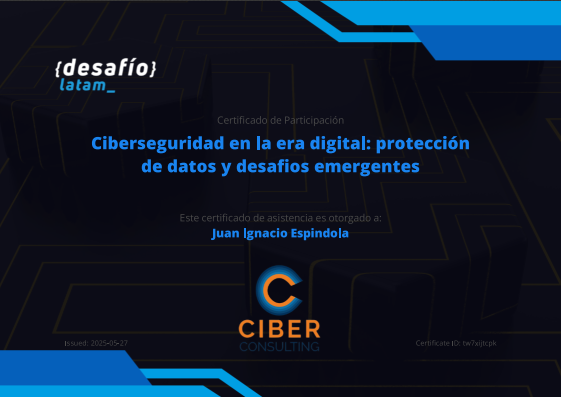 {desafío}
latam_
Certificado de Participación
Ciberseguridad en la era digital: protección
de datos y desafios emergentes
Este certificado de asistencia es otorgado a:
Juan Ignacio Espindola
CIBER
CONSULTING
Issued: 2025-05-27
Certificate ID: tw7xijtcpk